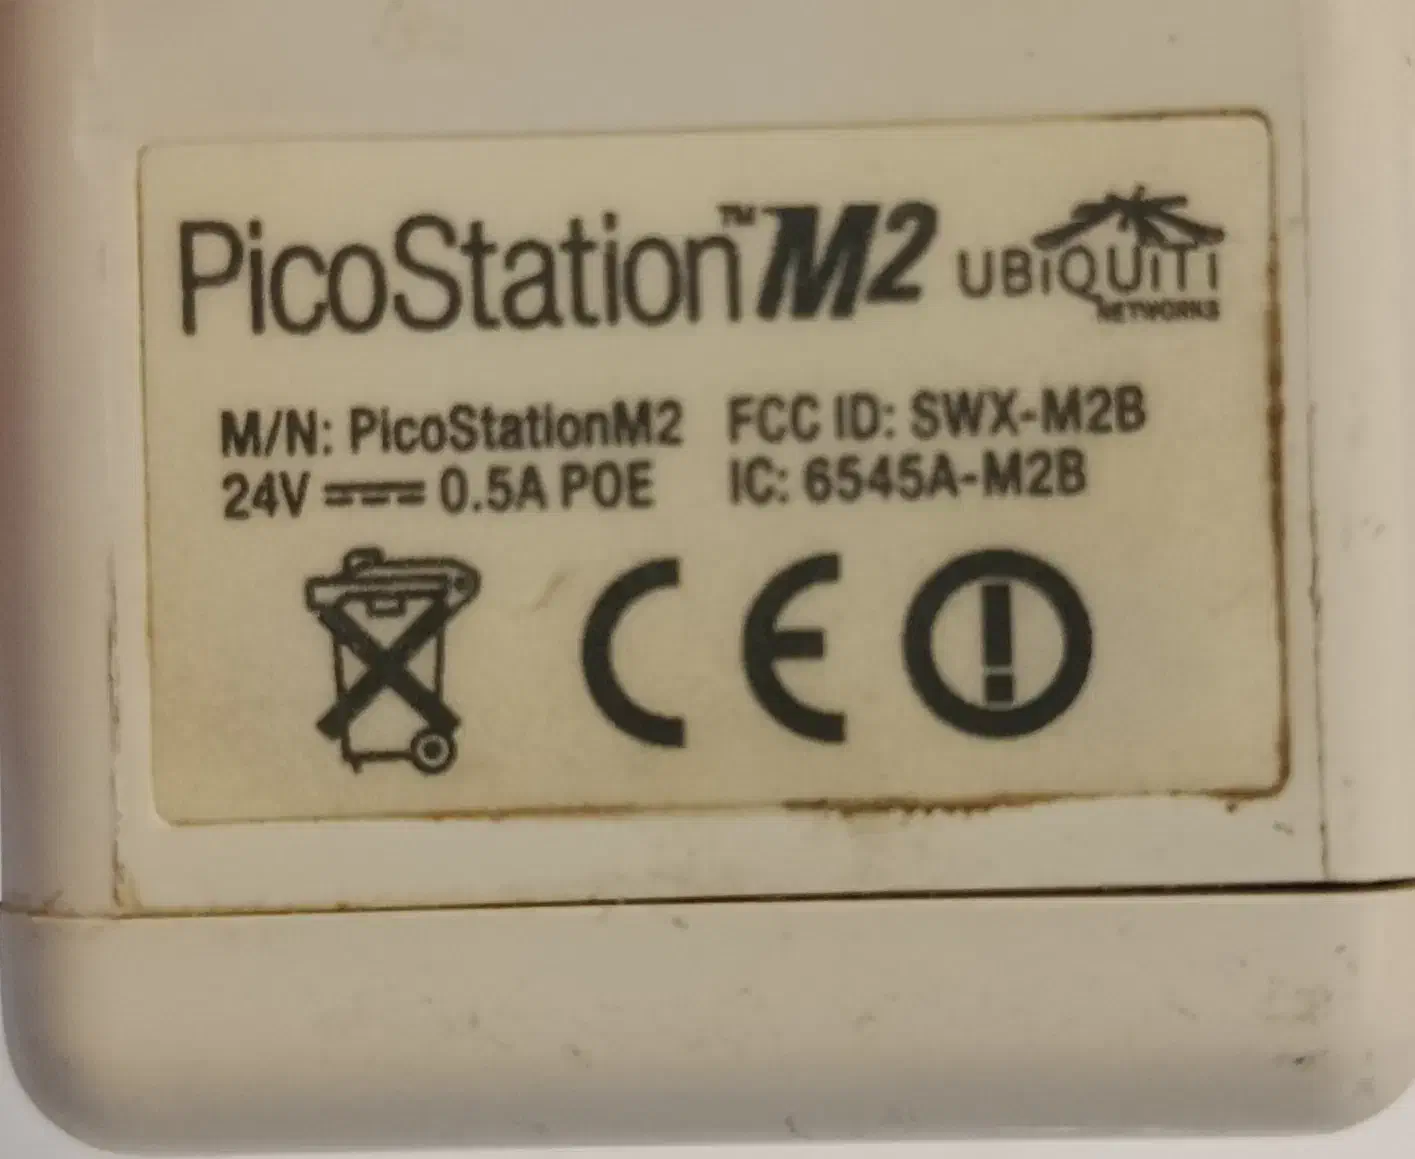 PicoStation™M2 UBiQUiTi
NETWORKS
M/N: PicoStationM2 FCC ID: SWX-M2B
24V 0.5A POE IC: 6545A-M2B
CE